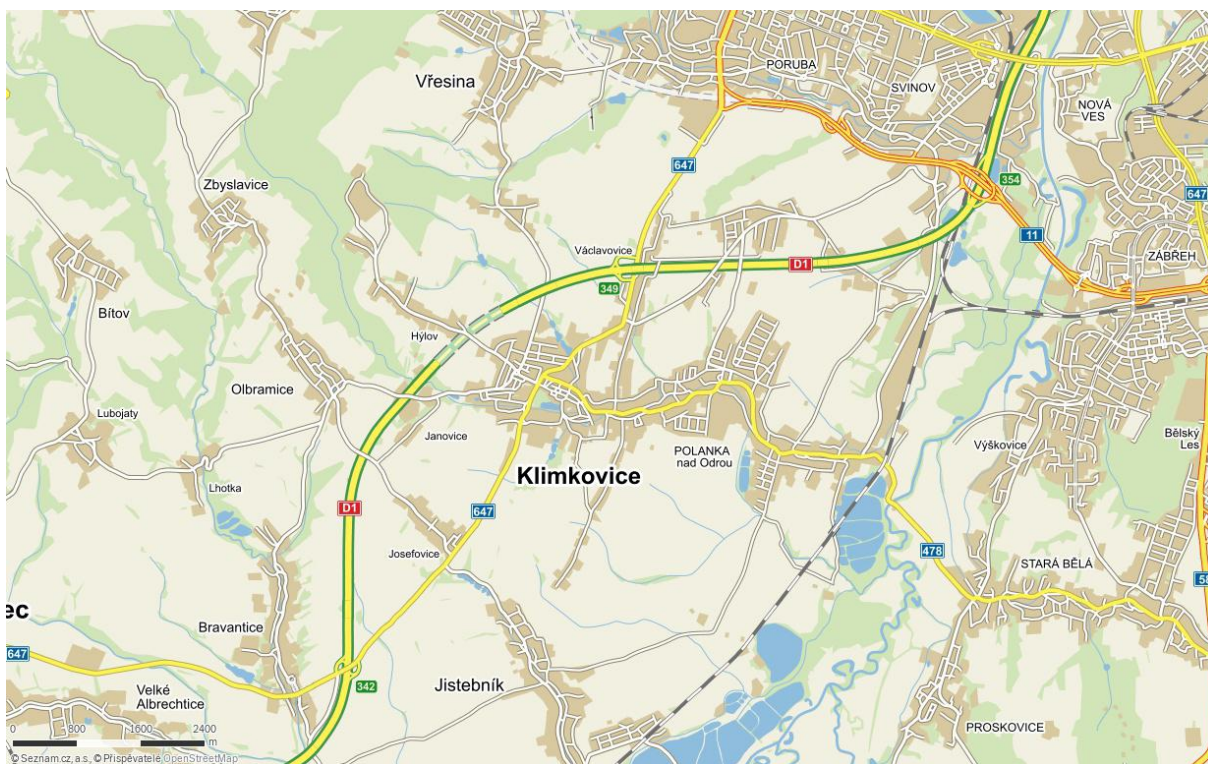 PORUBA
Vřesina
SVINOV
NOVÁ
VES
647
354
Zbyslavice
647
11
Václavovice
ZÁBŘEH
D1
349
Bítov
Hýlov
Olbramice
Lubojaty
Janovice
POLANKA
nad Odrou
Výškovice
Bělský
Les
Klimkovice
Lhotka
D1
647
Josefovice
478
STARÁ BĚLÁ
58
ec
Bravantice
647
342
Jistebník
Velké
Albrechtice
PROSKOVICE
0 800 1600 2400
m
© Seznam.cz, a.s, © Přispěvatelé OpenStreetMap